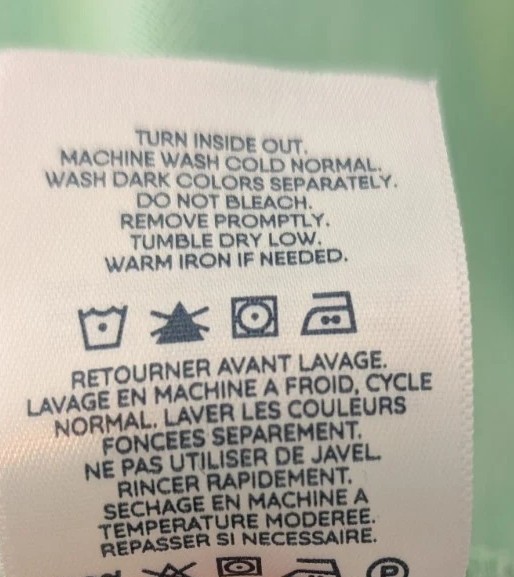 TURN INSIDE OUT.
MACHINE WASH COLD NORMAL.
WASH DARK COLORS SEPARATELY.
DO NOT BLEACH.
REMOVE PROMPTLY.
TUMBLE DRY LOW.
WARM IRON IF NEEDED.
RETOURNER AVANT LAVAGE.
LAVAGE EN MACHINE A FROID, CYCLE
NORMAL. LAVER LES COULEURS
FONCEES SEPAREMENT.
NE PAS UTILISER DE JAVEL.
RINCER RAPIDEMENT.
SECHAGE EN MACHINE A
TEMPERATURE MODEREE.
REPASSER SI NECESSAIRE.
P